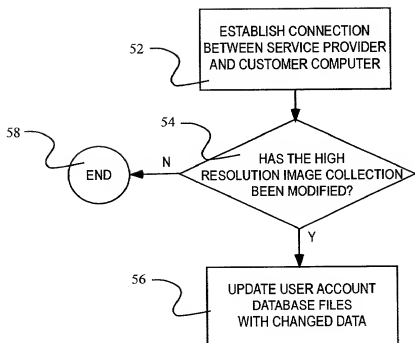 ESTABLISH CONNECTION
BETWEEN SERVICE PROVIDER
AND CUSTOMER COMPUTER
52
54
58
HAS THE HIGH
RESOLUTION IMAGE COLLECTION
BEEN MODIFIED?
N
END
Y
56
UPDATE USER ACCOUNT
DATABASE FILES
WITH CHANGED DATA